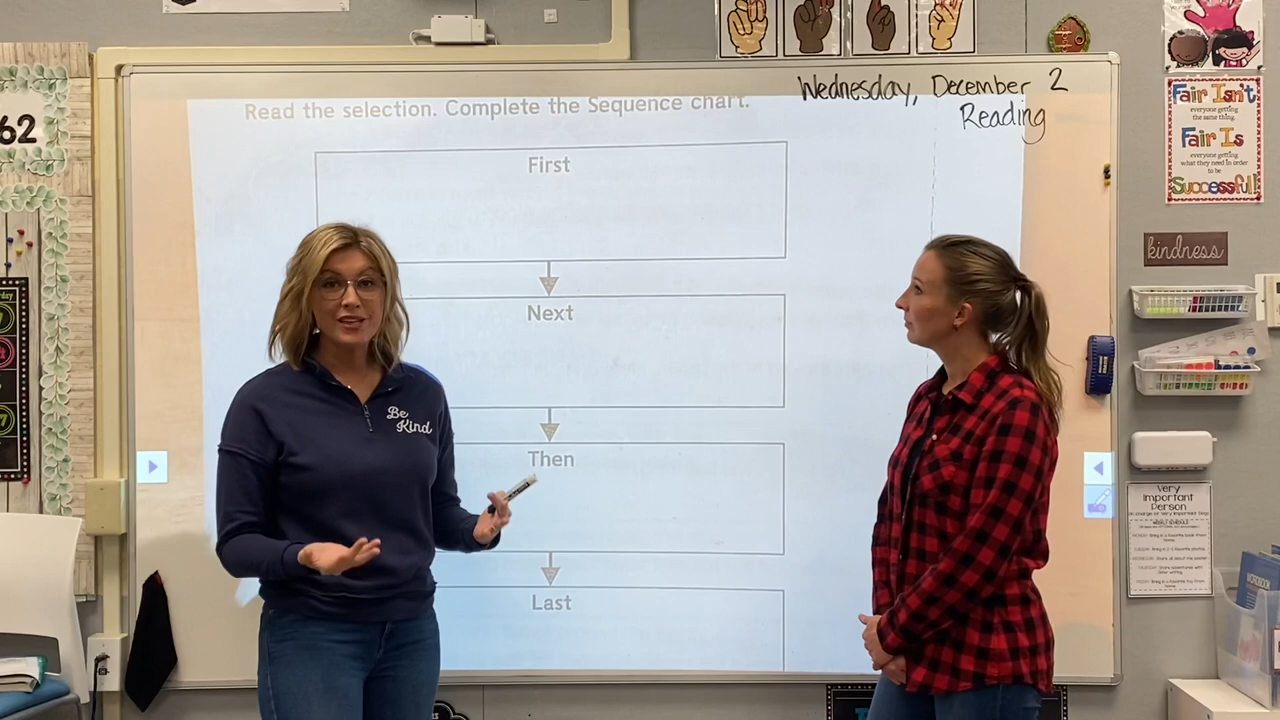 Wednesday, December 2
Reading
Read the selection. Complete the Sequence chart.
First
Next
Then
Last
Be
Kind
62
Fair Isn't
everyone getting
the same thing.
Fair Is
everyone getting
what they need in order
to be
Successful!
kindness
Very
Important
Person